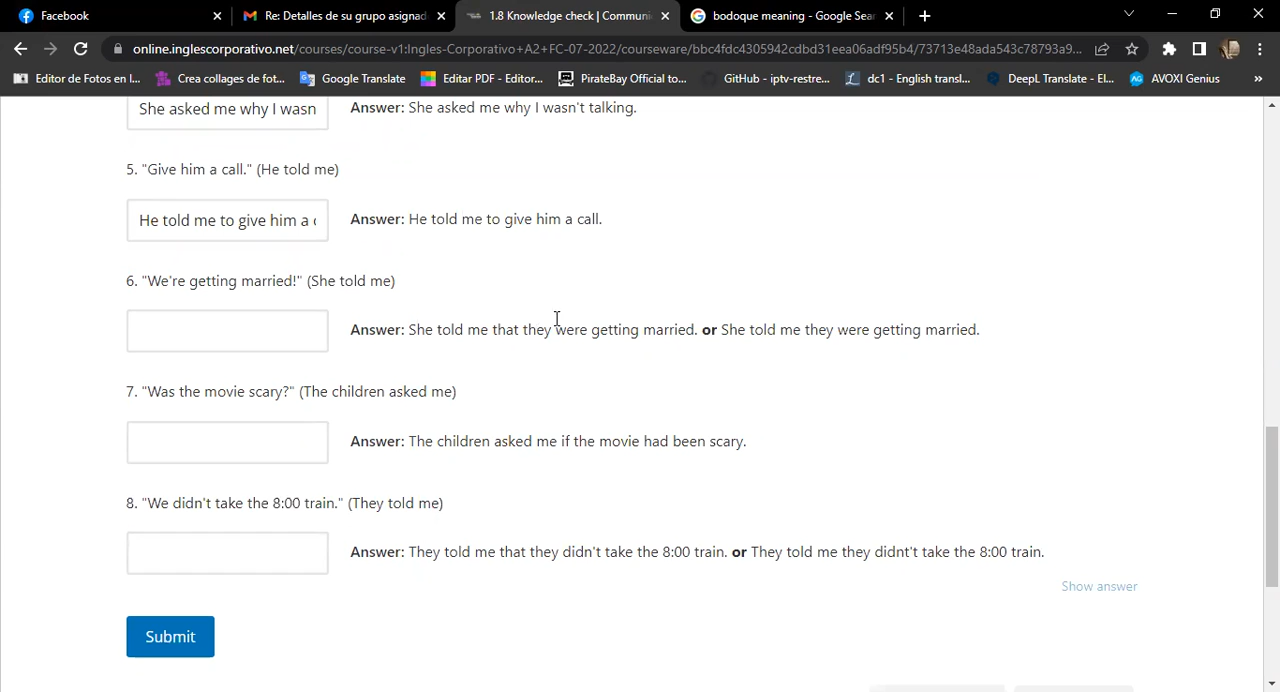 Facebook
Re: Detalles de su grupo asignad
1.8 Knowledge check | Communi
bodoque meaning - Google Sear
online.inglescorporativo.net/courses/course-v1:Ingles-Corporativo+A2+FC-07-2022/courseware/bbc4fdc4305942cdbd31eea06adf95b4/73713e48ada543c78793a9...
Editor de Fotos en l...
Crea collages de fot...
Google Translate
Editar PDF - Editor...
PirateBay Official to...
GitHub - iptv-restre...
dc1 - English transl...
DeepL Translate - El...
AVOXI Genius
»
She asked me why I wasn
Answer: She asked me why I wasn't talking.
5. "Give him a call." (He told me)
He told me to give him a c
Answer: He told me to give him a call.
6. "We're getting married!" (She told me)
Answer: She told me that they were getting married. or She told me they were getting married.
7. "Was the movie scary?" (The children asked me)
Answer: The children asked me if the movie had been scary.
8. "We didn't take the 8:00 train." (They told me)
Answer: They told me that they didn't take the 8:00 train. or They told me they didnt't take the 8:00 train.
Show answer
Submit